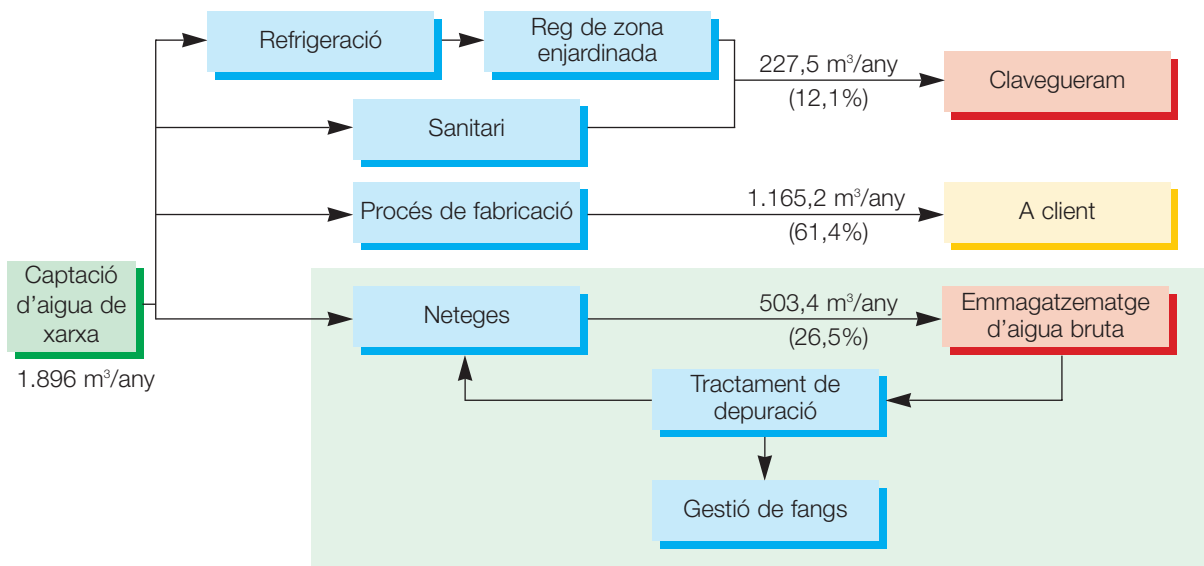 Refrigeració
Reg de zona
enjardinada
227,5 m³/any
(12,1%)
Clavegueram
Sanitari
Procés de fabricació
1.165,2 m³/any
(61,4%)
A client
Captació
d'aigua de
xarxa
1.896 m³/any
Neteges
503,4 m³/any
(26,5%)
Emmagatzematge
d'aigua bruta
Tractament de
depuració
Gestió de fangs